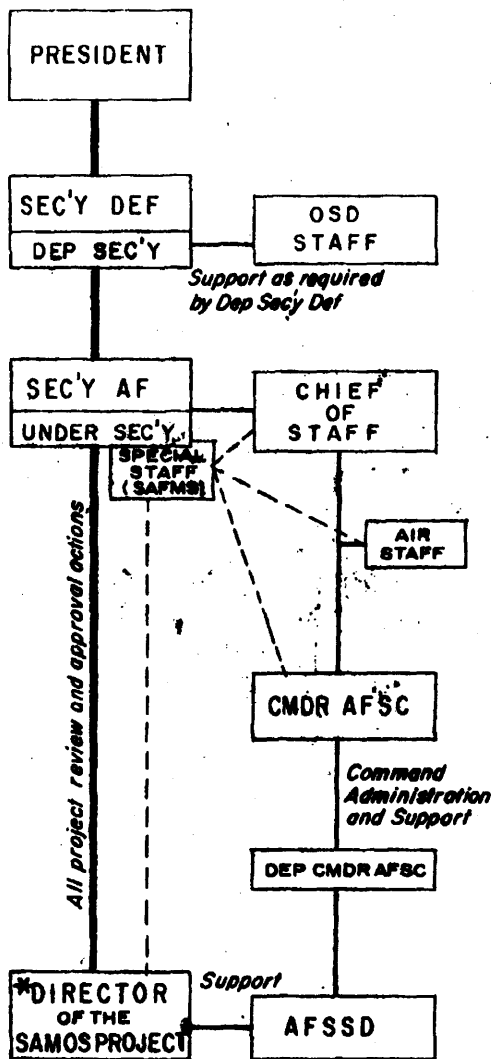 PRESIDENT
SEC'Y DEF
DEP SEC'Y
OSD
STAFF
Support as required
by Dep Sec'y Def
SEC'Y AF
UNDER SEC'Y
SPECIAL
STAFF
(SAFMS)
CHIEF
OF
STAFF
AIR
STAFF
All project review and approval actions
CMDR AFSC
Command
Administration
and Support
DEP CMDR AFSC
*DIRECTOR
OF THE
SAMOS PROJECT
Support
AFSSD